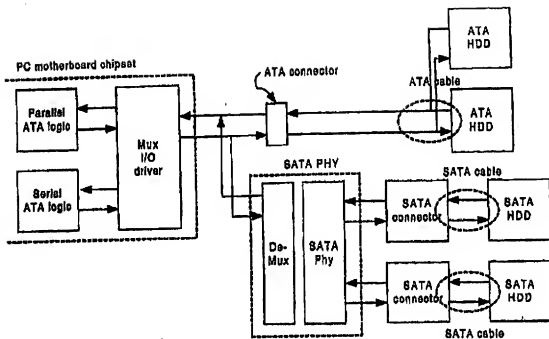 PC motherboard chipset
Parallel
ATA logic
Serial
ATA logic
Mux
I/O
driver
ATA connector
ATA
HDD
ATA cable
ATA
HDD
SATA PHY
De-
Mux
SATA
Phy
SATA cable
SATA
connector
SATA
HDD
SATA
connector
SATA
HDD
SATA cable